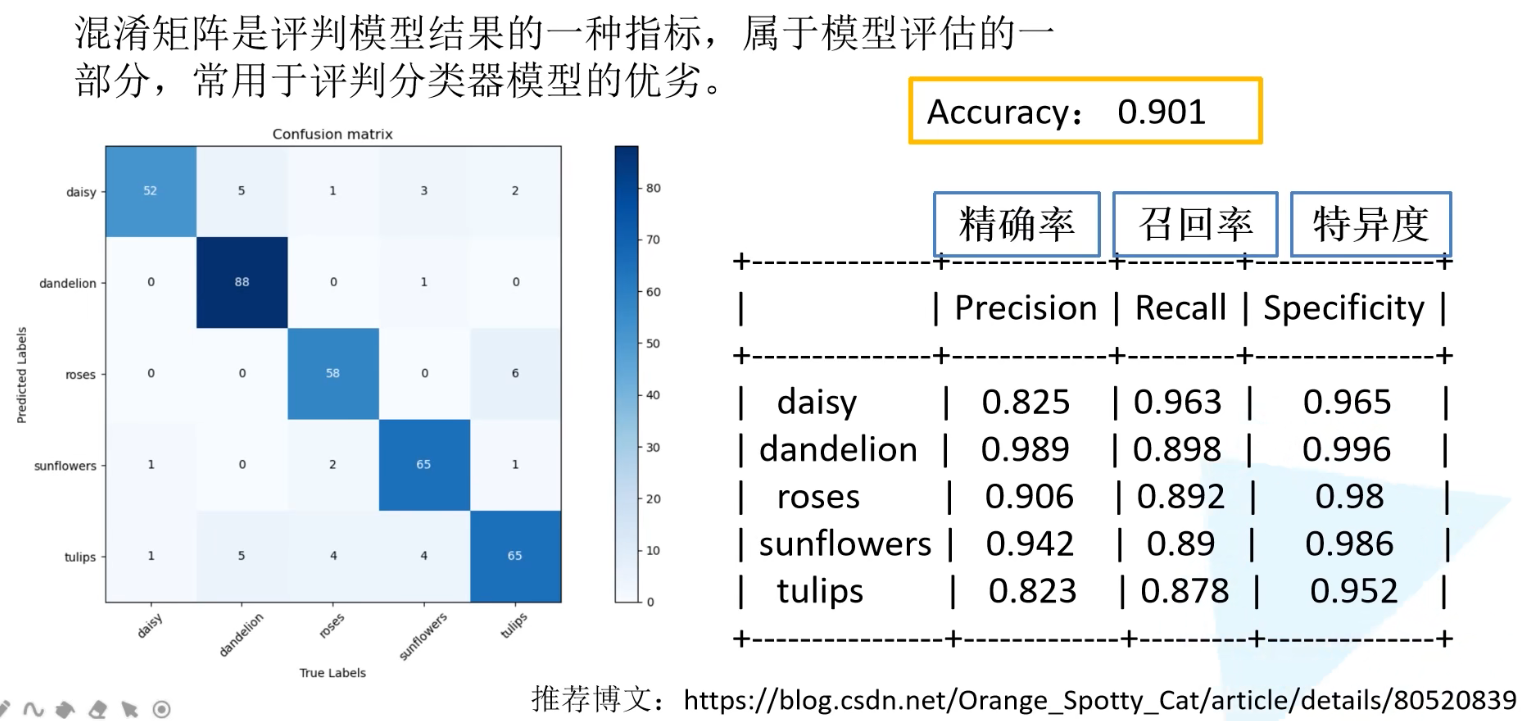 混淆矩阵是评判模型结果的一种指标，属于模型评估的一
部分，常用于评判分类器模型的优劣。
Accuracy： 0.901
Confusion matrix
Predicted Labels
daisy 52 5 1 3 2
dandelion 0 88 0 1 0
roses 0 0 58 0 6
sunflowers 1 0 2 65 1
tulips 1 5 4 4 65
daisy dandelion roses sunflowers tulips
True Labels
80
70
60
50
40
30
20
10
0
精确率 召回率 特异度
+------------------+-----------------+------------+-------------------+
| | Precision | Recall | Specificity |
+------------------+-----------------+------------+-------------------+
| daisy | 0.825 | 0.963 | 0.965 |
| dandelion | 0.989 | 0.898 | 0.996 |
| roses | 0.906 | 0.892 | 0.98 |
| sunflowers | 0.942 | 0.89 | 0.986 |
| tulips | 0.823 | 0.878 | 0.952 |
+-------------------+----------------+------------+------------------+
推荐博文：https://blog.csdn.net/Orange_Spotty_Cat/article/details/80520839